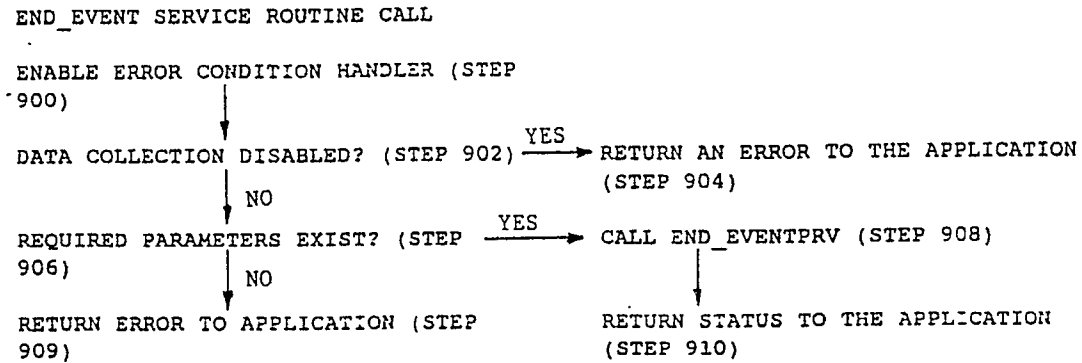 END_EVENT SERVICE ROUTINE CALL
ENABLE ERROR CONDITION HANDLER (STEP
900)
DATA COLLECTION DISABLED? (STEP 902)
YES
RETURN AN ERROR TO THE APPLICATION
(STEP 904)
NO
REQUIRED PARAMETERS EXIST? (STEP
906)
YES
CALL END_EVENTPRV (STEP 908)
NO
RETURN ERROR TO APPLICATION (STEP
909)
RETURN STATUS TO THE APPLICATION
(STEP 910)